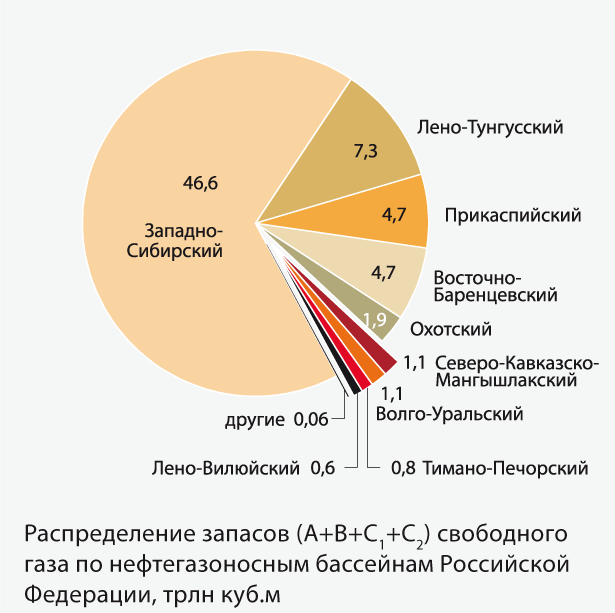 Лено-Тунгусский
7,3
46,6
Западно-
Сибирский
4,7
Прикаспийский
4,7
Восточно-
Баренцевский
1,9
Охотский
1,1 Северо-Кавказско-
Мангышлакский
1,1
Волго-Уральский
другие 0,06
Лено-Вилюйский 0,6
0,8 Тимано-Печорский
Распределение запасов (А+В+С₁+С₂) свободного
газа по нефтегазоносным бассейнам Российской
Федерации, трлн куб.м